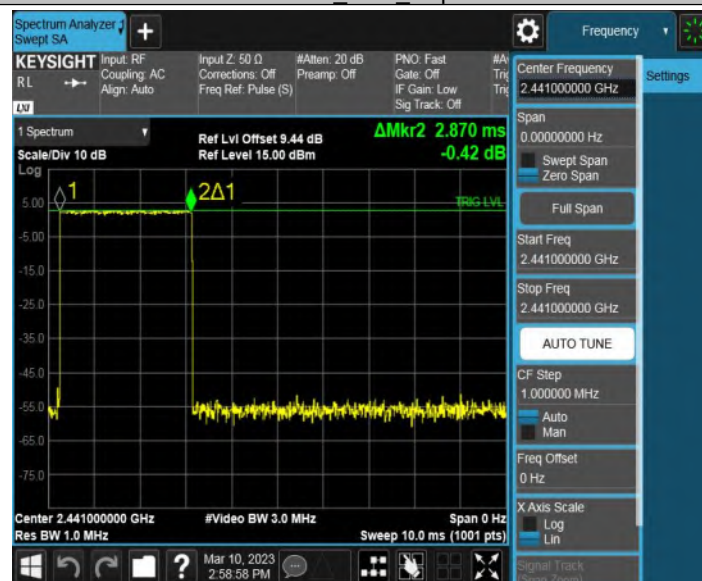 Spectrum Analyzer 1
Swept SA
+
Frequency
KEYSIGHT
RL
LXI
Input: RF
Coupling: AC
Align: Auto
Input Z: 50 Ω
Corrections: Off
Freq Ref: Pulse (S)
#Atten: 20 dB
Preamp: Off
PNO: Fast
Gate: Off
IF Gain: Low
Sig Track: Off
Settings
1 Spectrum
Scale/Div 10 dB
Log
Ref Lvl Offset 9.44 dB
Ref Level 15.00 dBm
ΔMkr2 2.870 ms
-0.42 dB
1
2Δ1
TRIG LVL
5.00
-5.00
-15.0
-25.0
-35.0
-45.0
-55.0
-65.0
-75.0
Center 2.441000000 GHz
Res BW 1.0 MHz
#Video BW 3.0 MHz
Span 0 Hz
Sweep 10.0 ms (1001 pts)
?
Mar 10, 2023
2:58:58 PM
Center Frequency
2.441000000 GHz
Span
0.00000000 Hz
Swept Span
Zero Span
Full Span
Start Freq
2.441000000 GHz
Stop Freq
2.441000000 GHz
AUTO TUNE
CF Step
1.000000 MHz
Auto
Man
Freq Offset
0 Hz
X Axis Scale
Log
Lin
Signal Track
(Span Zoom)